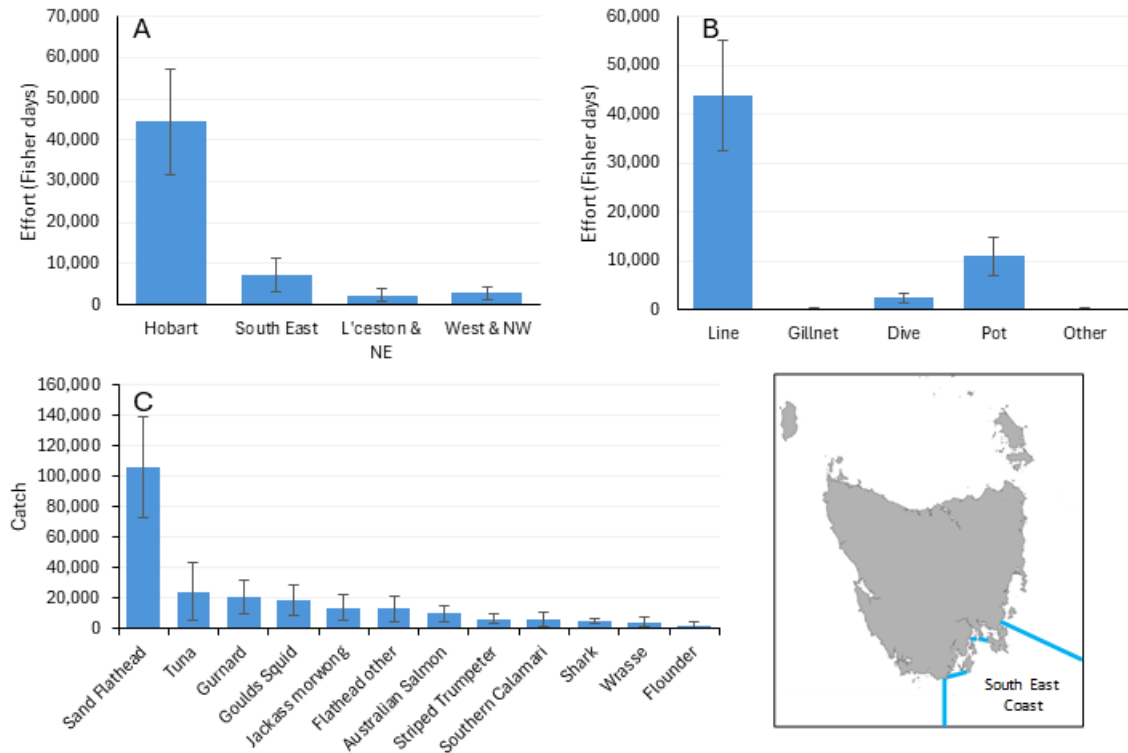 A
70,000
60,000
50,000
40,000
30,000
20,000
10,000
0
Effort (Fisher days)
Hobart
South East
L'ceston &
NE
West & NW
B
60,000
50,000
40,000
30,000
20,000
10,000
0
Effort (Fisher days)
Line
Gillnet
Dive
Pot
Other
C
160,000
140,000
120,000
100,000
80,000
60,000
40,000
20,000
0
Catch
Sand Flathead
Tuna
Gurnard
Goulds Squid
Jackass morwong
Flathead other
Australian Salmon
Striped Trumpeter
Southern Calamari
Shark
Wrasse
Flounder
South East
Coast